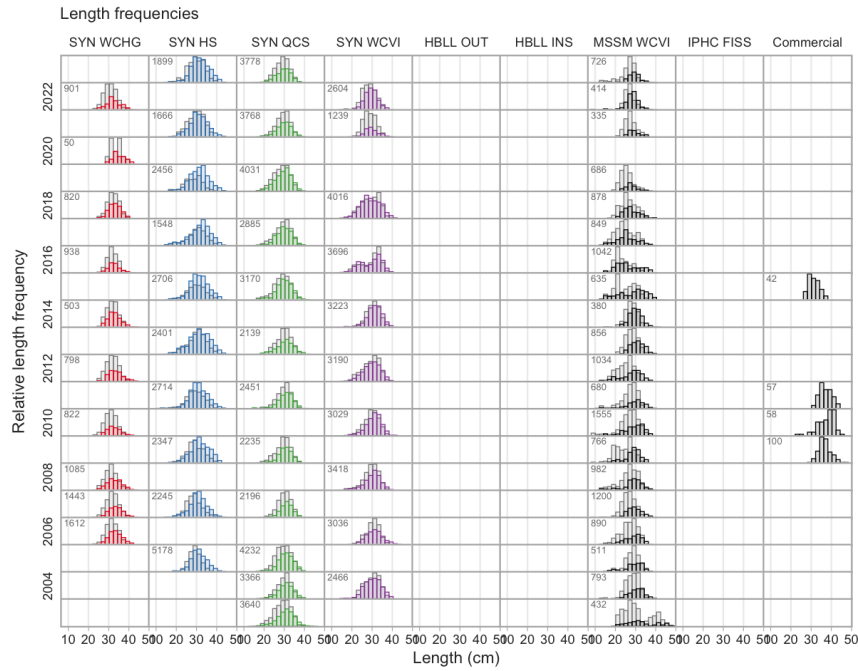 Length frequencies
SYN WCHG SYN HS SYN QCS SYN WCVI HBLL OUT HBLL INS MSSM WCVI IPHC FISS Commercial
1899 3778 726
2022 901 2604 414
1666 3768 1239 335
2020 50
2456 4031 686
2018 820 4016 878
1548 2885 849
2016 938 3696 1042
2706 3170 635 42
2014 503 3223 380
2401 2139 856
2012 798 3190 1034
2714 2451 680 57
2010 822 3029 1555 58
2347 2235 766 100
2008 1085 3418 982
1443 2245 2196 1200
2006 1612 3036 890
5178 4232 511
2004 3366 2466 793
3640 432
Relative length frequency
10 20 30 40 50 10 20 30 40 50 10 20 30 40 50 10 20 30 40 50 10 20 30 40 50 10 20 30 40 50 10 20 30 40 50 10 20 30 40 50 10 20 30 40 50
Length (cm)